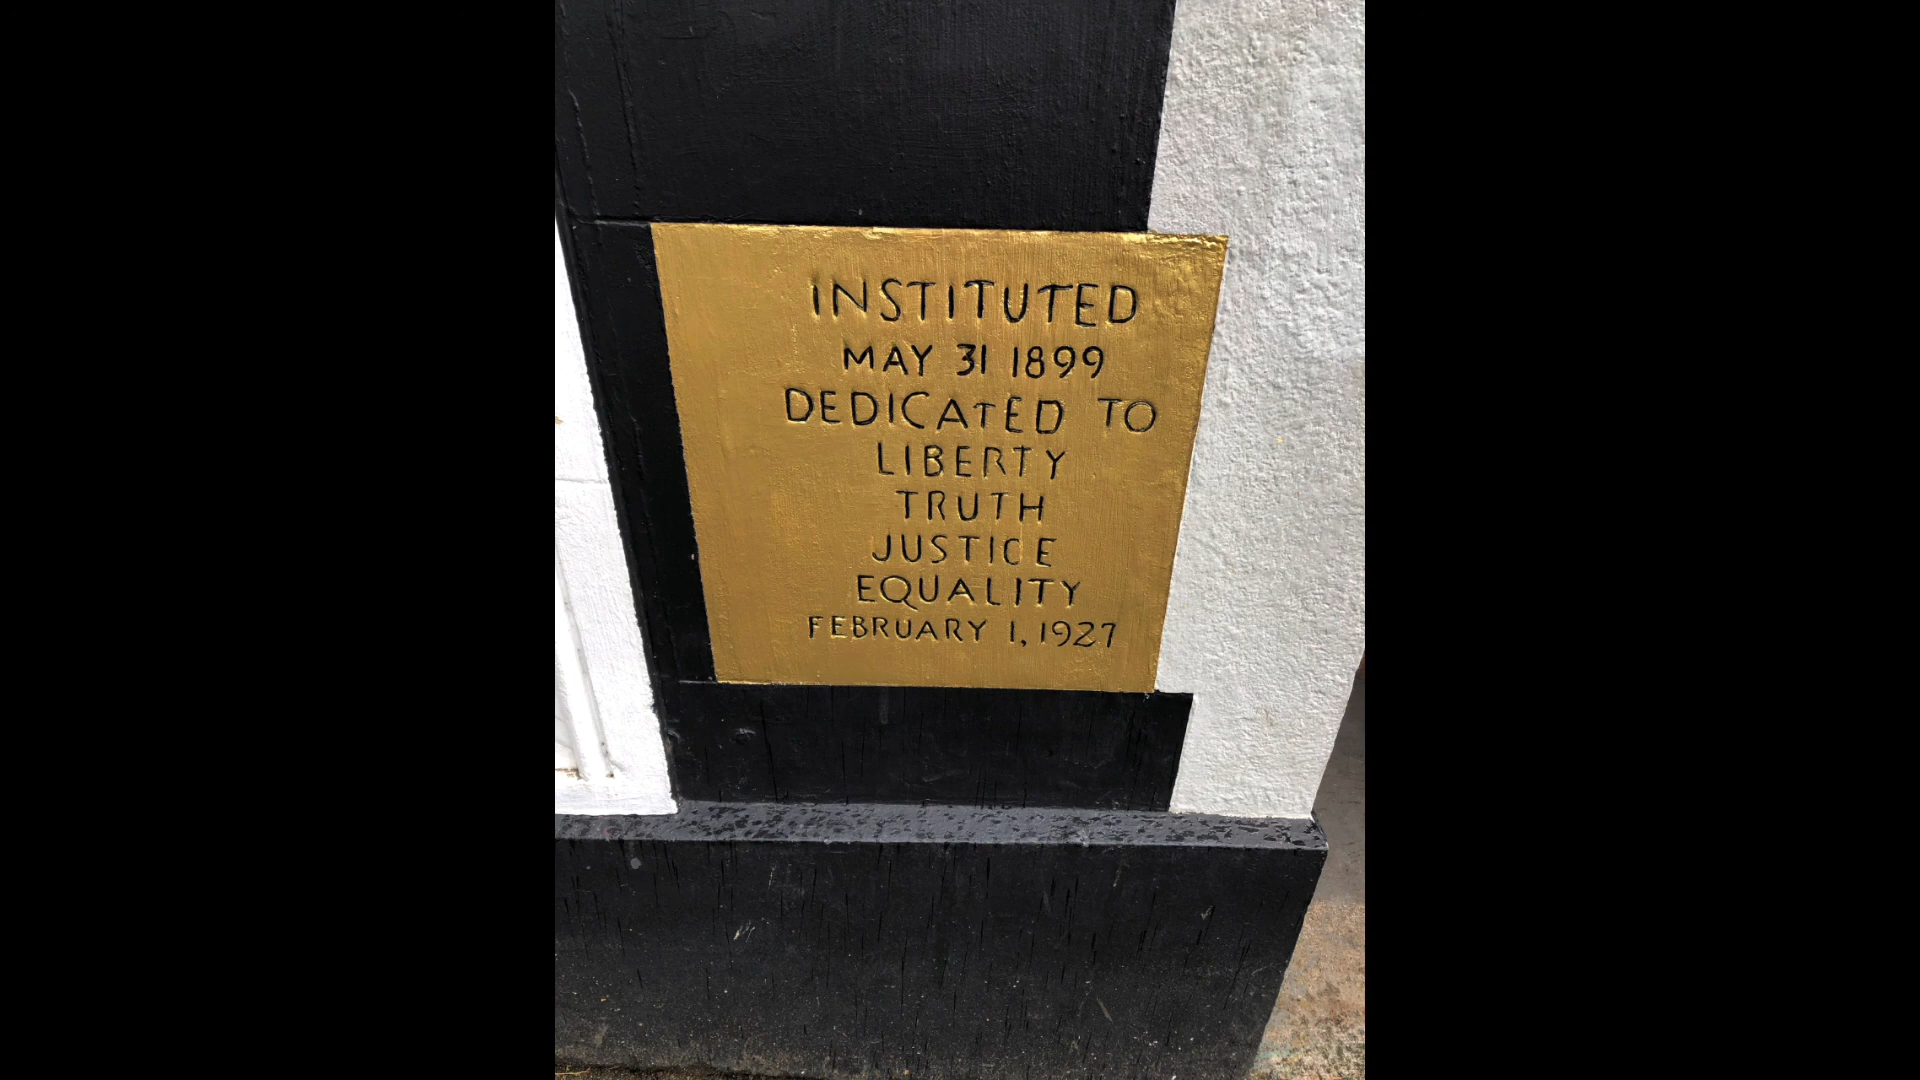 INSTITUTED
MAY 31 1899
DEDICATED TO
LIBERTY
TRUTH
JUSTICE
EQUALITY
FEBRUARY 1, 1927